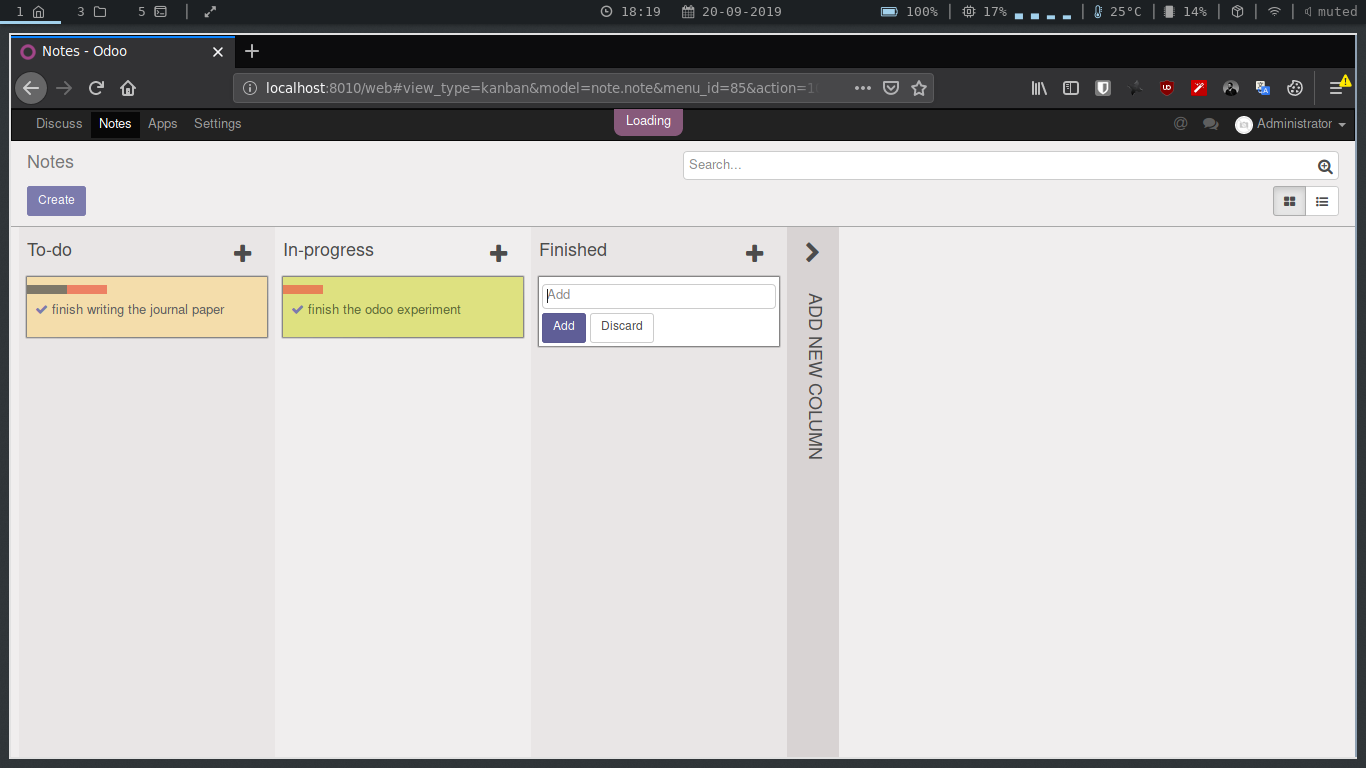 1 3 5 18:19 20-09-2019 100% 17% 25°C 14% muted
Notes - Odoo
localhost:8010/web#view_type=kanban&model=note.note&menu_id=85&action=1
Discuss Notes Apps Settings Loading @ Administrator
Notes Search...
Create
To-do In-progress Finished
finish writing the journal paper finish the odoo experiment Add
Add Discard
ADD NEW COLUMN